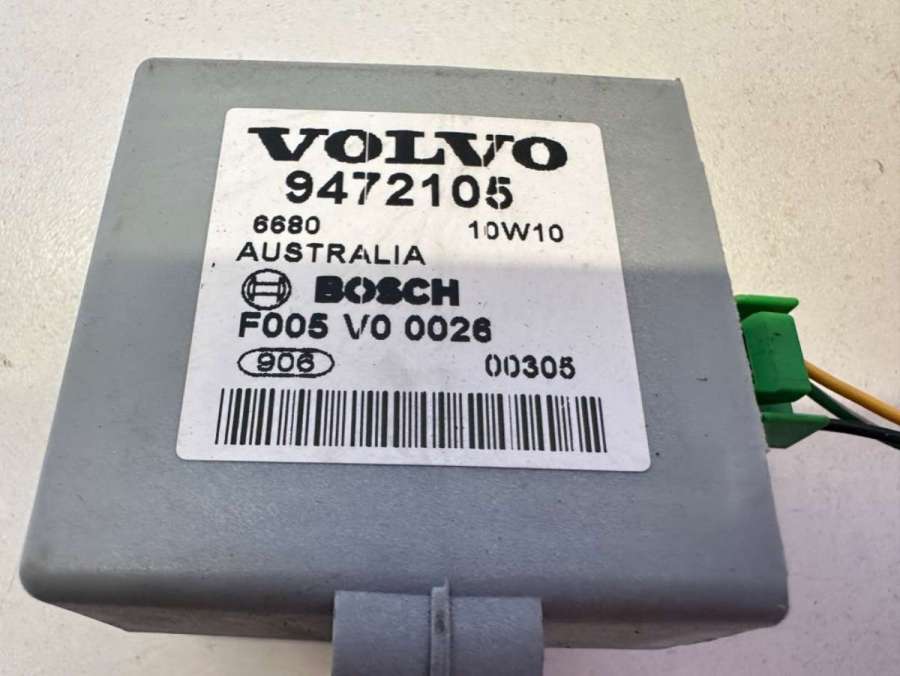 VOLVO
9472105
6680 10W10
AUSTRALIA
BOSCH
F005 V0 0026
906 00305